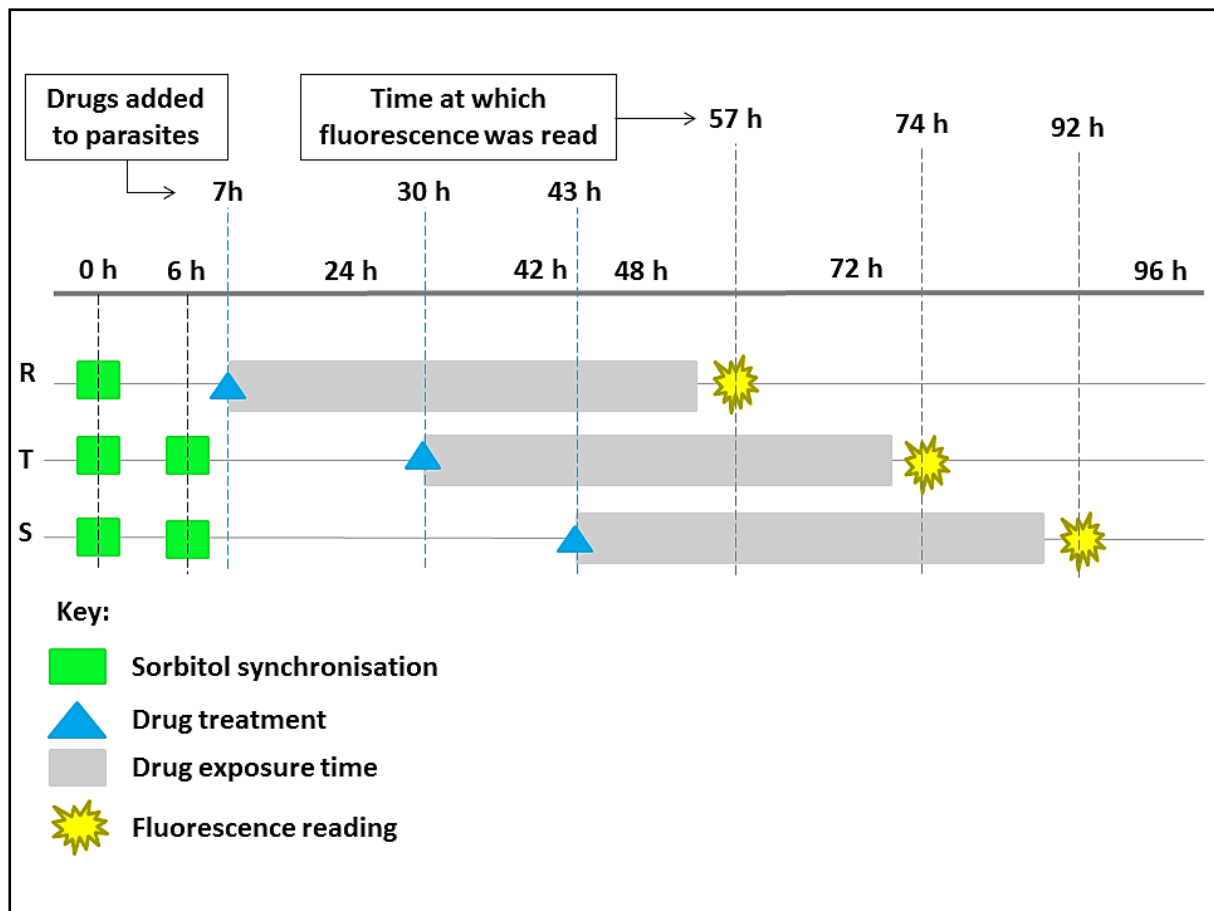 Drugs added
to parasites
Time at which
fluorescence was read
57 h
74 h
92 h
7h
30 h
43 h
0 h 6 h 24 h 42 h 48 h 72 h 96 h
R
T
S
Key:
Sorbitol synchronisation
Drug treatment
Drug exposure time
Fluorescence reading